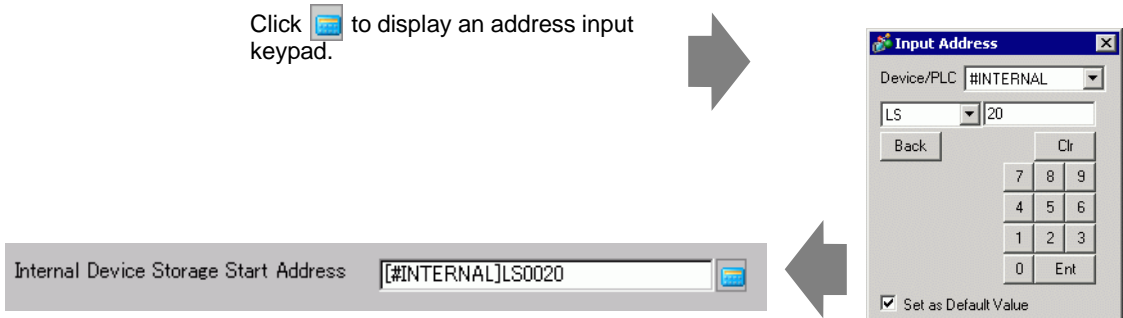 Click to display an address input
keypad.
Input Address
Device/PLC #INTERNAL
LS 20
Back Clr
7 8 9
4 5 6
1 2 3
0 Ent
Set as Default Value
Internal Device Storage Start Address [#INTERNAL]LS0020